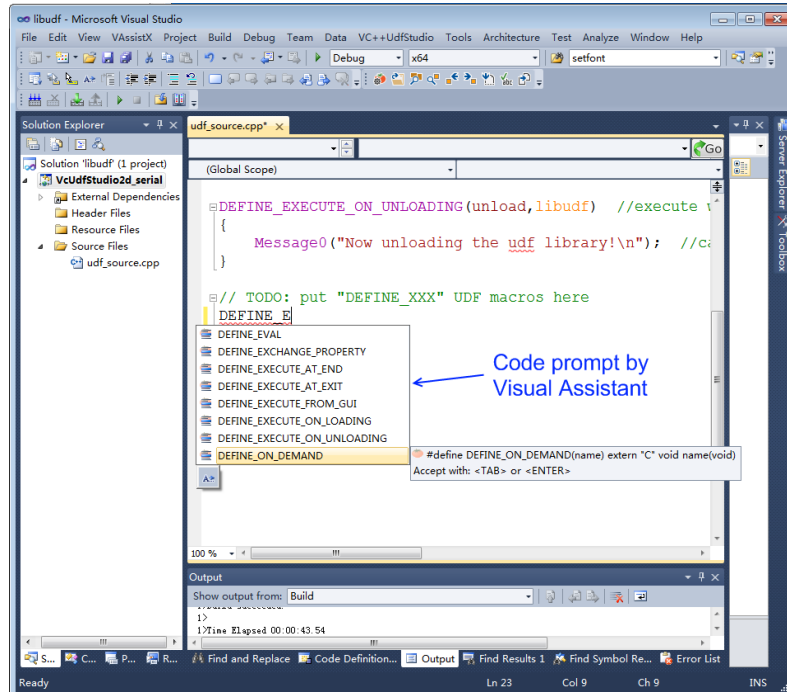 libudf - Microsoft Visual Studio
File Edit View VAssistX Project Build Debug Team Data VC++UdfStudio Tools Architecture Test Analyze Window Help
Debug x64 setfont
Solution Explorer
udf_source.cpp*
Go
Solution 'libudf' (1 project)
VcUdfStudio2d_serial
External Dependencies
Header Files
Resource Files
Source Files
udf_source.cpp
(Global Scope)
DEFINE_EXECUTE_ON_UNLOADING(unload,libudf) //execute w
{
Message0("Now unloading the udf library!\n"); //ca
}
// TODO: put "DEFINE_XXX" UDF macros here
DEFINE_E
DEFINE_EVAL
DEFINE_EXCHANGE_PROPERTY
DEFINE_EXECUTE_AT_END
DEFINE_EXECUTE_AT_EXIT
DEFINE_EXECUTE_FROM_GUI
DEFINE_EXECUTE_ON_LOADING
DEFINE_EXECUTE_ON_UNLOADING
DEFINE_ON_DEMAND
Code prompt by
Visual Assistant
#define DEFINE_ON_DEMAND(name) extern "C" void name(void)
Accept with: <TAB> or <ENTER>
Server Explorer
Toolbox
100 %
Output
Show output from: Build
1>
1>Time Elapsed 00:00:43.54
S... C... P... R...
Find and Replace Code Definition... Output Find Results 1 Find Symbol Re... Error List
Ready Ln 23 Col 9 Ch 9 INS